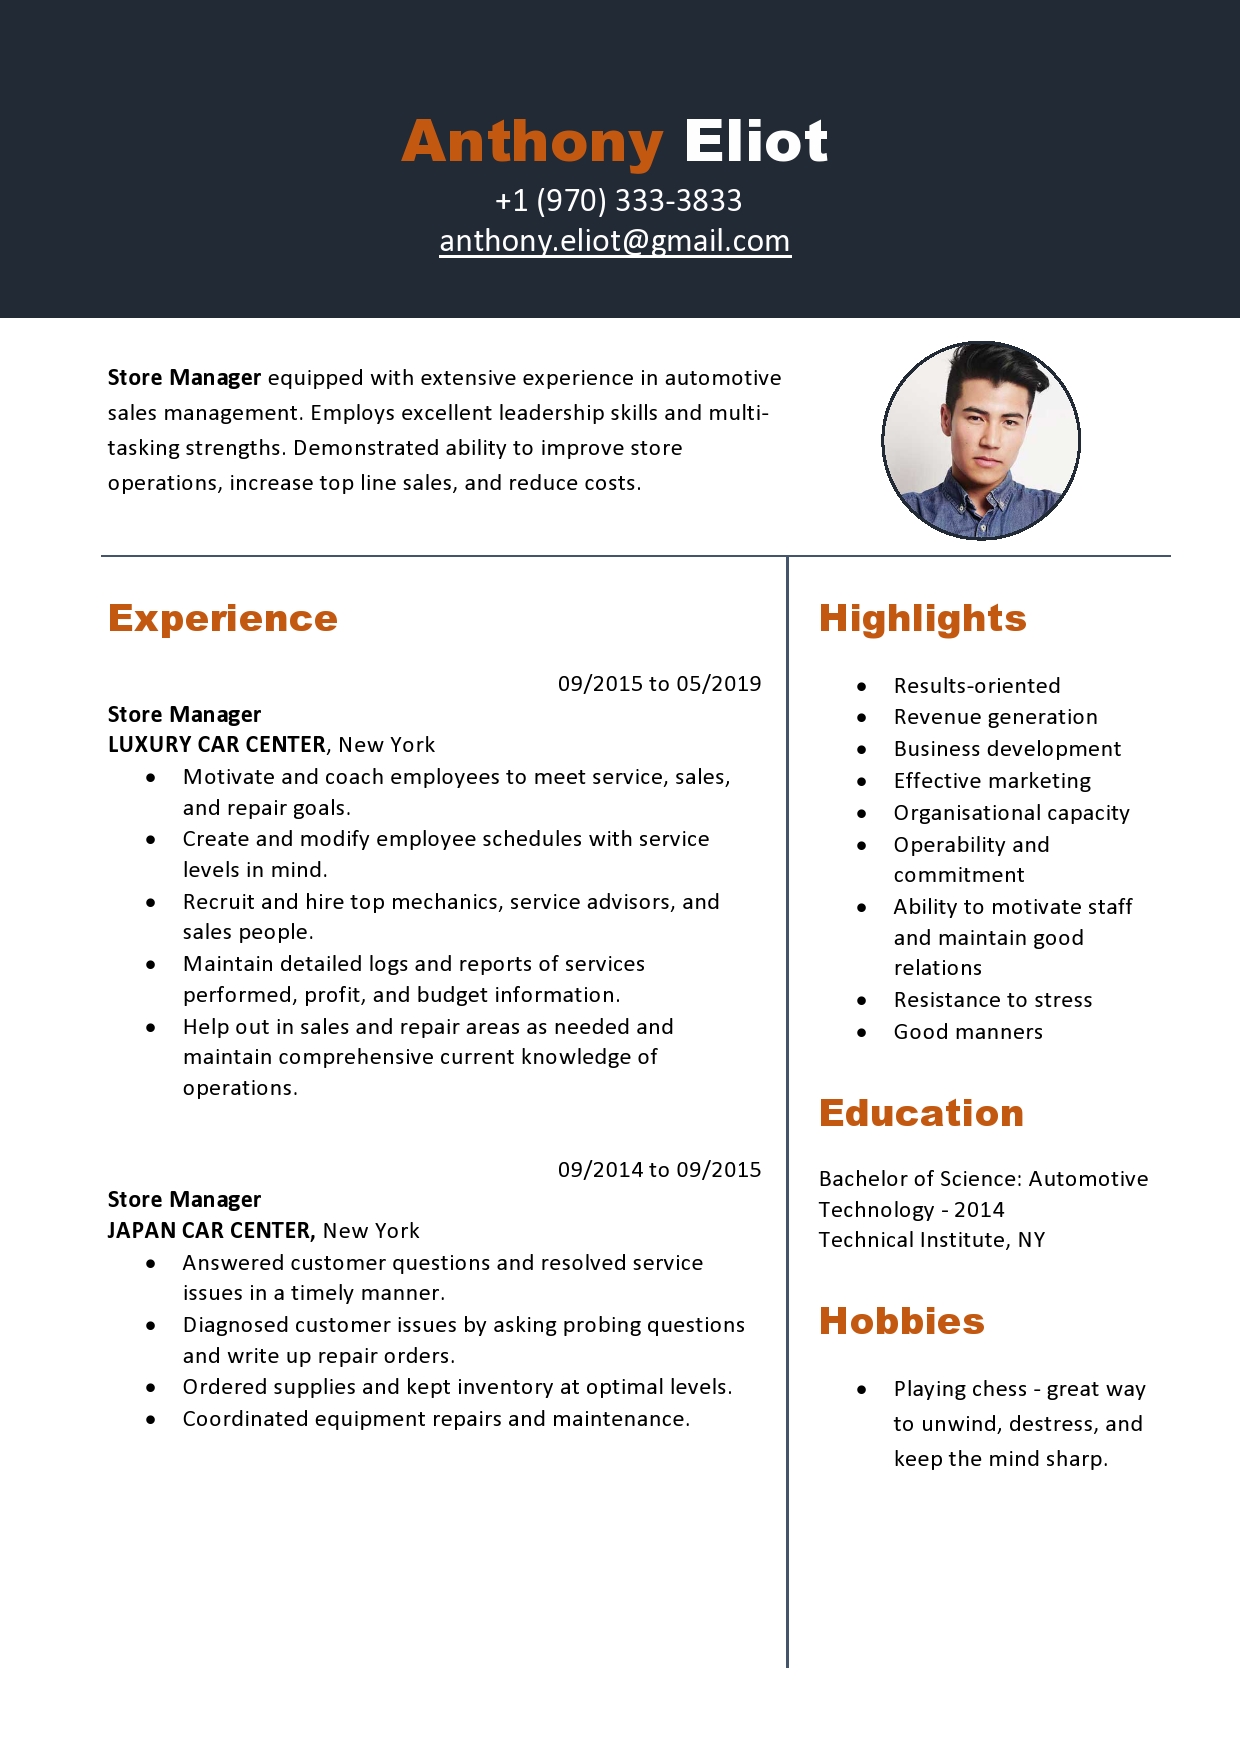 Anthony Eliot
+1 (970) 333-3833
anthony.eliot@gmail.com
Store Manager equipped with extensive experience in automotive
sales management. Employs excellent leadership skills and multi-
tasking strengths. Demonstrated ability to improve store
operations, increase top line sales, and reduce costs.
Experience
09/2015 to 05/2019
Store Manager
LUXURY CAR CENTER, New York
• Motivate and coach employees to meet service, sales,
and repair goals.
• Create and modify employee schedules with service
levels in mind.
• Recruit and hire top mechanics, service advisors, and
sales people.
• Maintain detailed logs and reports of services
performed, profit, and budget information.
• Help out in sales and repair areas as needed and
maintain comprehensive current knowledge of
operations.
09/2014 to 09/2015
Store Manager
JAPAN CAR CENTER, New York
• Answered customer questions and resolved service
issues in a timely manner.
• Diagnosed customer issues by asking probing questions
and write up repair orders.
• Ordered supplies and kept inventory at optimal levels.
• Coordinated equipment repairs and maintenance.
Highlights
• Results-oriented
• Revenue generation
• Business development
• Effective marketing
• Organisational capacity
• Operability and
commitment
• Ability to motivate staff
and maintain good
relations
• Resistance to stress
• Good manners
Education
Bachelor of Science: Automotive
Technology - 2014
Technical Institute, NY
Hobbies
• Playing chess - great way
to unwind, destress, and
keep the mind sharp.